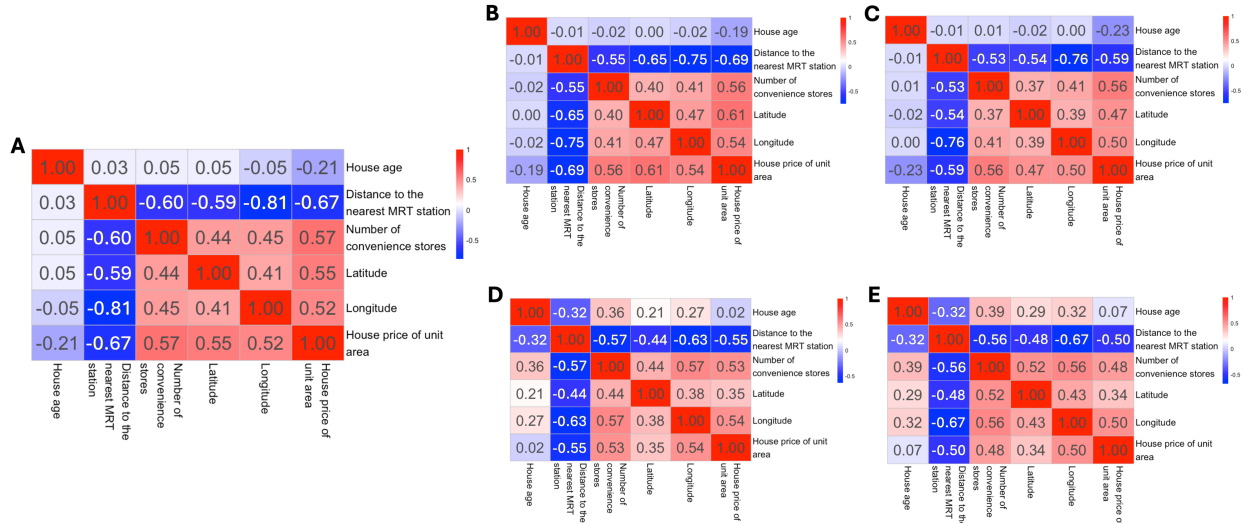 A
1.00 0.03 0.05 0.05 -0.05 -0.21 House age
0.03 1.00 -0.60 -0.59 -0.81 -0.67 Distance to the
nearest MRT station
0.05 -0.60 1.00 0.44 0.45 0.57 Number of
convenience stores
0.05 -0.59 0.44 1.00 0.41 0.55 Latitude
-0.05 -0.81 0.45 0.41 1.00 0.52 Longitude
-0.21 -0.67 0.57 0.55 0.52 1.00 House price of unit
area
1
0.5
0
-0.5
House age
Distance to the
nearest MRT
station
Number of
convenience
stores
Latitude
Longitude
House price of
unit area
B
1.00 -0.01 -0.02 0.00 -0.02 -0.19 House age
-0.01 1.00 -0.55 -0.65 -0.75 -0.69 Distance to the
nearest MRT station
-0.02 -0.55 1.00 0.40 0.41 0.56 Number of
convenience stores
0.00 -0.65 0.40 1.00 0.47 0.61 Latitude
-0.02 -0.75 0.41 0.47 1.00 0.54 Longitude
-0.19 -0.69 0.56 0.61 0.54 1.00 House price of unit
area
1
0.5
0
-0.5
House age
Distance to the
nearest MRT
station
Number of
convenience
stores
Latitude
Longitude
House price of
unit area
C
1.00 -0.01 0.01 -0.02 0.00 -0.23 House age
-0.01 1.00 -0.53 -0.54 -0.76 -0.59 Distance to the
nearest MRT station
0.01 -0.53 1.00 0.37 0.41 0.56 Number of
convenience stores
-0.02 -0.54 0.37 1.00 0.39 0.47 Latitude
0.00 -0.76 0.41 0.39 1.00 0.50 Longitude
-0.23 -0.59 0.56 0.47 0.50 1.00 House price of unit
area
1
0.5
0
-0.5
House age
Distance to the
nearest MRT
station
Number of
convenience
stores
Latitude
Longitude
House price of
unit area
D
1.00 -0.32 0.36 0.21 0.27 0.02 House age
-0.32 1.00 -0.57 -0.44 -0.63 -0.55 Distance to the
nearest MRT station
0.36 -0.57 1.00 0.44 0.57 0.53 Number of
convenience stores
0.21 -0.44 0.44 1.00 0.38 0.35 Latitude
0.27 -0.63 0.57 0.38 1.00 0.54 Longitude
0.02 -0.55 0.53 0.35 0.54 1.00 House price of unit
area
1
0.5
0
-0.5
House age
Distance to the
nearest MRT
station
Number of
convenience
stores
Latitude
Longitude
House price of
unit area
E
1.00 -0.32 0.39 0.29 0.32 0.07 House age
-0.32 1.00 -0.56 -0.48 -0.67 -0.50 Distance to the
nearest MRT station
0.39 -0.56 1.00 0.52 0.56 0.48 Number of
convenience stores
0.29 -0.48 0.52 1.00 0.43 0.34 Latitude
0.32 -0.67 0.56 0.43 1.00 0.50 Longitude
0.07 -0.50 0.48 0.34 0.50 1.00 House price of unit
area
1
0.5
0
-0.5
House age
Distance to the
nearest MRT
station
Number of
convenience
stores
Latitude
Longitude
House price o
unit area